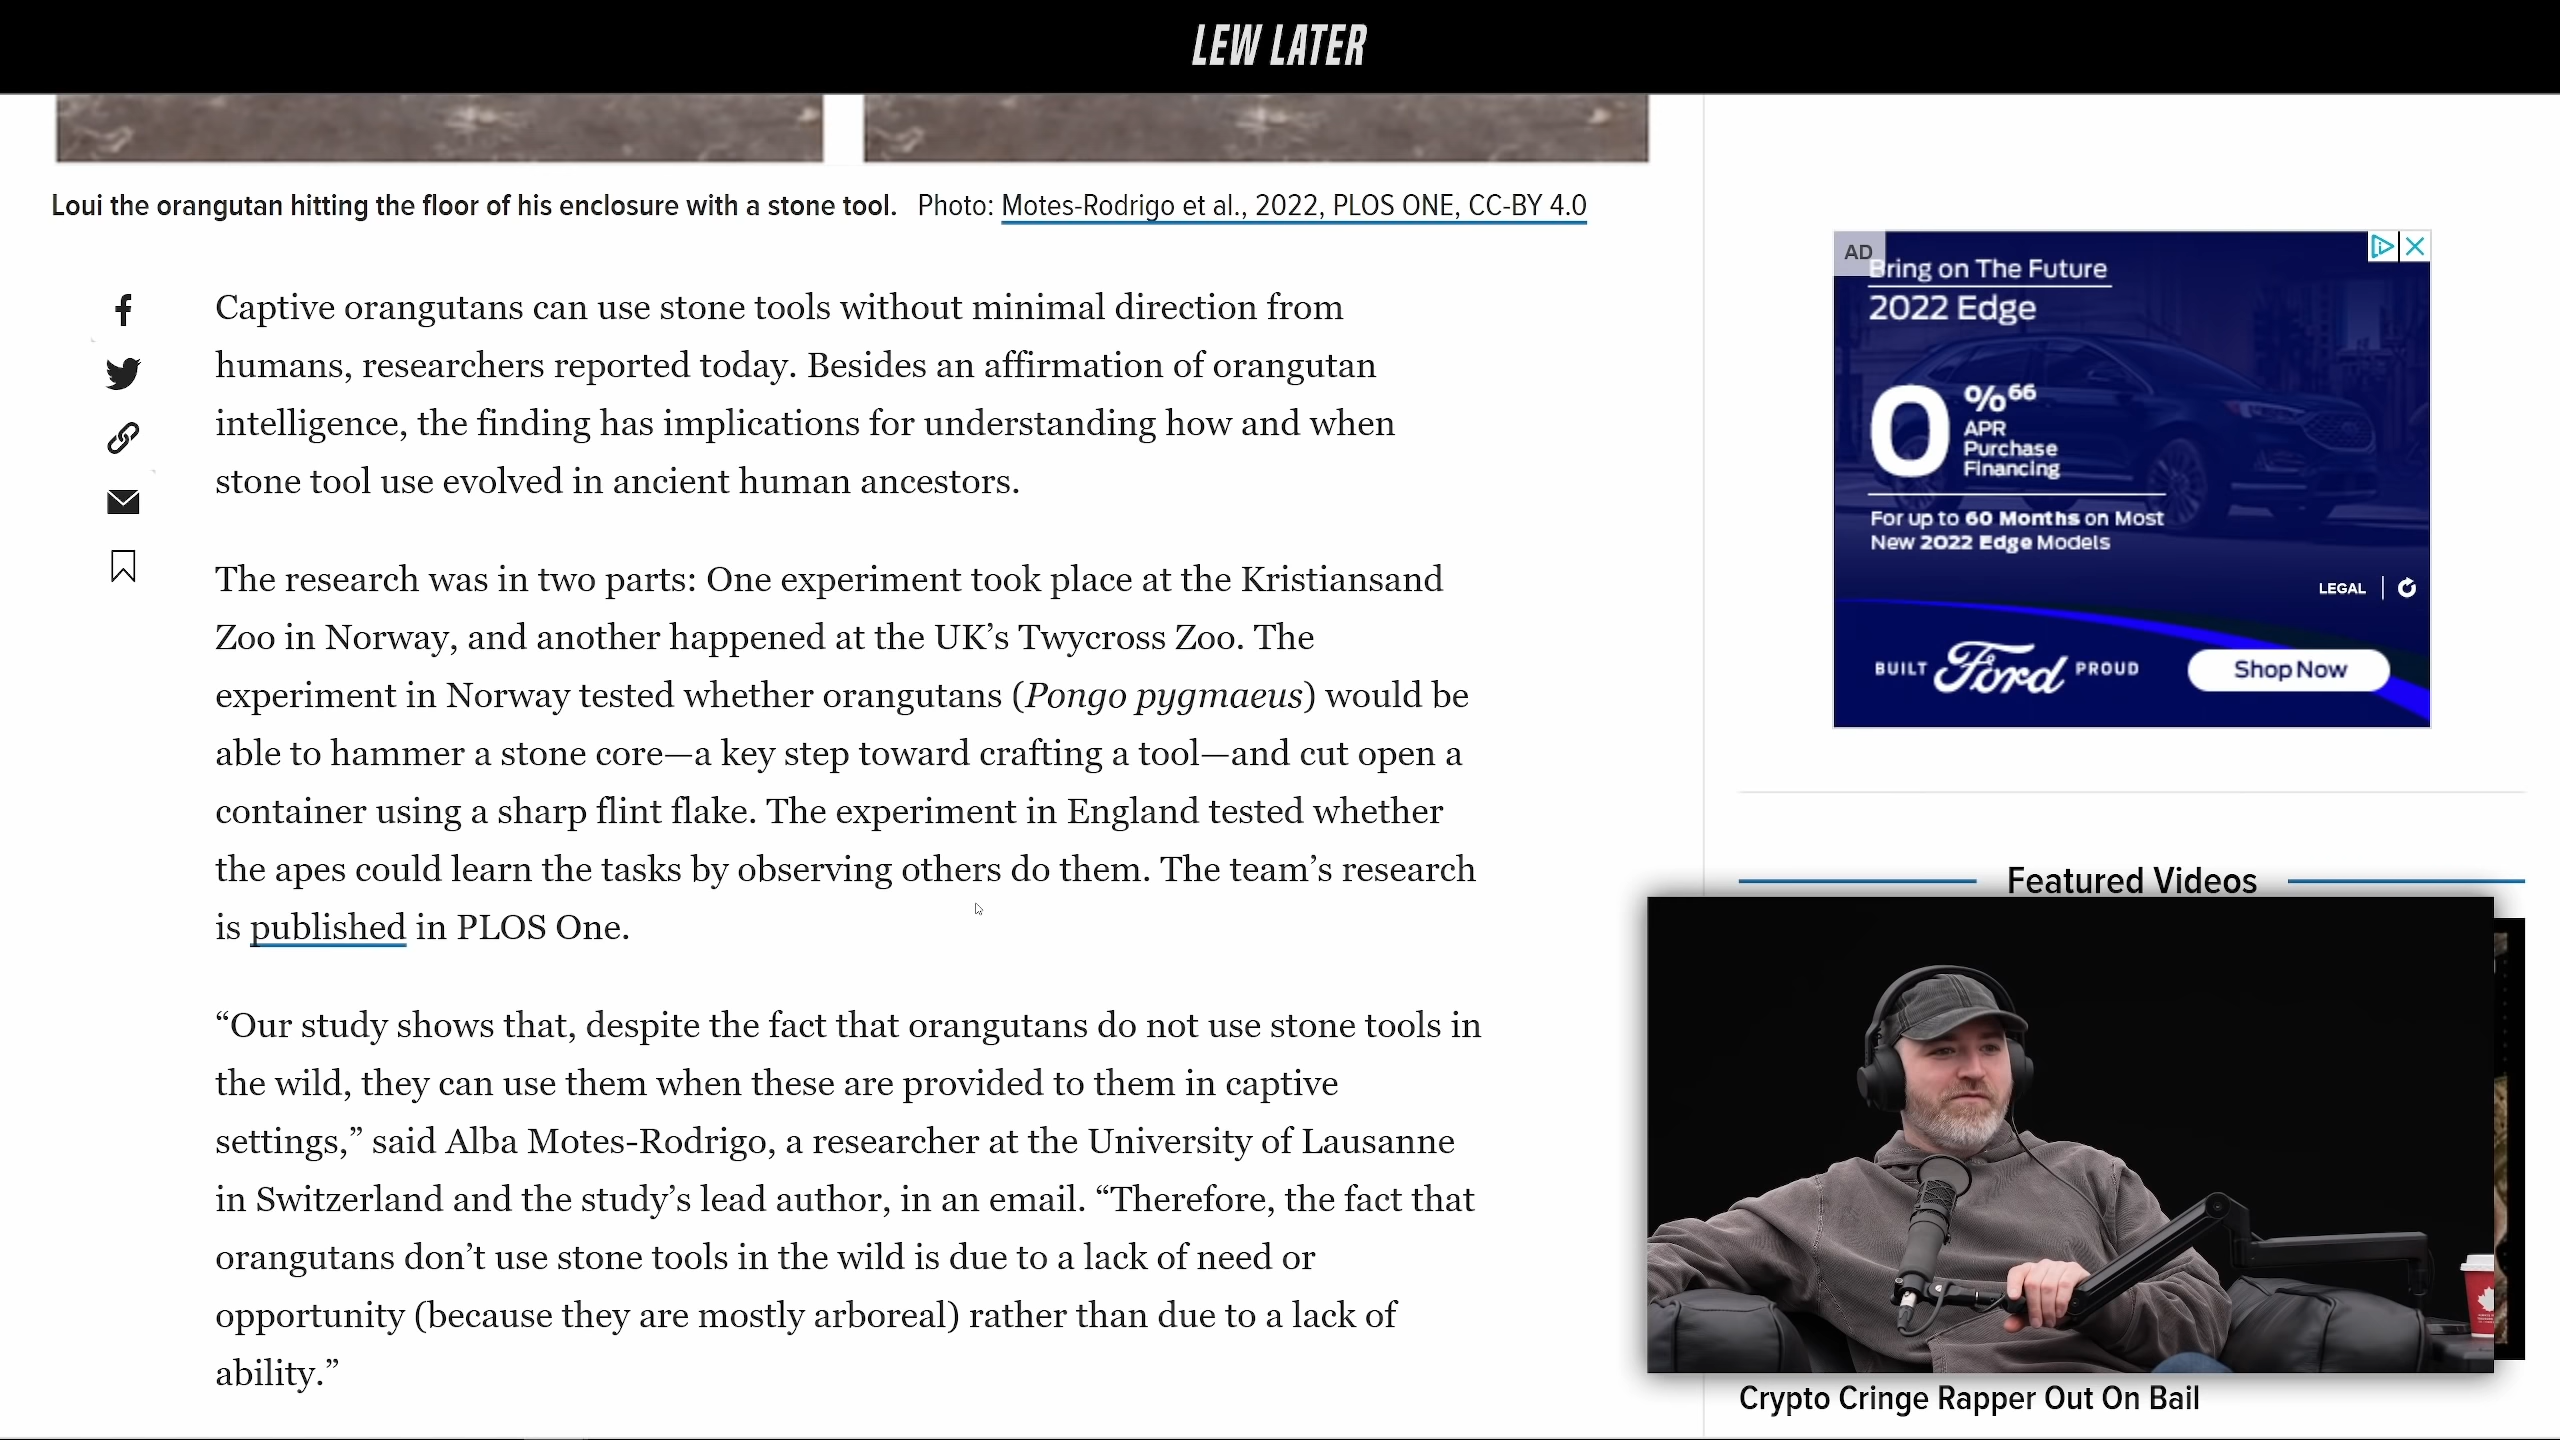 LEW LATER
Loui the orangutan hitting the floor of his enclosure with a stone tool. Photo: Motes-Rodrigo et al., 2022, PLOS ONE, CC-BY 4.0
Captive orangutans can use stone tools without minimal direction from
humans, researchers reported today. Besides an affirmation of orangutan
intelligence, the finding has implications for understanding how and when
stone tool use evolved in ancient human ancestors.
The research was in two parts: One experiment took place at the Kristiansand
Zoo in Norway, and another happened at the UK’s Twycross Zoo. The
experiment in Norway tested whether orangutans (Pongo pygmaeus) would be
able to hammer a stone core—a key step toward crafting a tool—and cut open a
container using a sharp flint flake. The experiment in England tested whether
the apes could learn the tasks by observing others do them. The team’s research
is published in PLOS One.
“Our study shows that, despite the fact that orangutans do not use stone tools in
the wild, they can use them when these are provided to them in captive
settings,” said Alba Motes-Rodrigo, a researcher at the University of Lausanne
in Switzerland and the study’s lead author, in an email. “Therefore, the fact that
orangutans don’t use stone tools in the wild is due to a lack of need or
opportunity (because they are mostly arboreal) rather than due to a lack of
ability.”
AD
Bring on The Future
2022 Edge
0 %66
APR
Purchase
Financing
For up to 60 Months on Most
New 2022 Edge Models
LEGAL
BUILT Ford PROUD
Shop Now
Featured Videos
Crypto Cringe Rapper Out On Bail